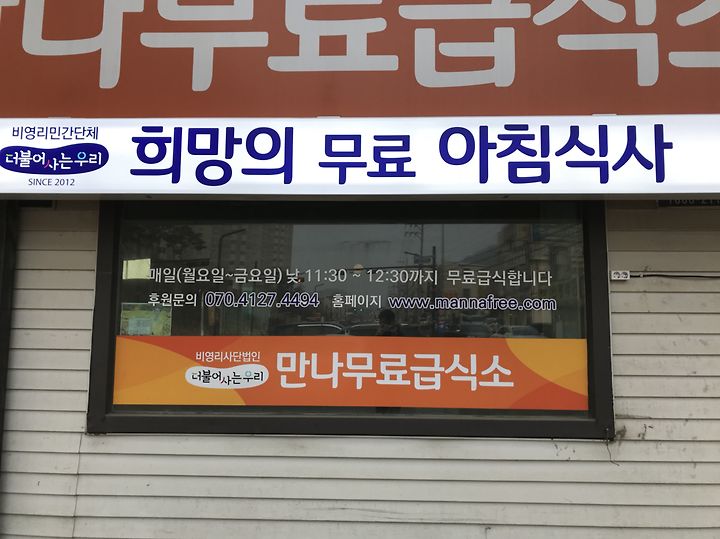 만나무료급식소
비영리민간단체
더불어사는우리
SINCE 2012
희망의 무료 아침식사
매일(월요일~금요일) 낮 11:30 ~ 12:30까지 무료급식합니다
후원문의 070.4127.4494 홈페이지 www.mannafree.com
비영리사단법인
더불어사는우리
만나무료급식소